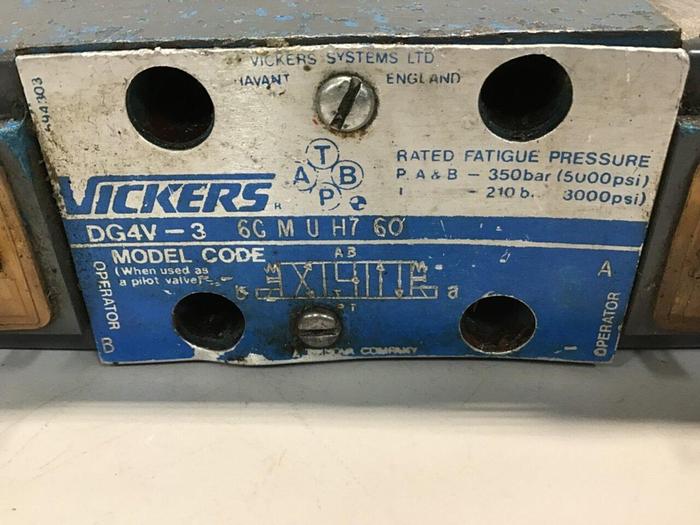 VICKERS SYSTEMS LTD
HAVANT ENGLAND
T
A B
P
RATED FATIGUE PRESSURE
P, A & B - 350bar (5000psi)
- 210 b. 3000psi)
VICKERS
DG4V-3 6C M U H7 60
MODEL CODE
(When used as
a pilot valve)
A B
b a
T
OPERATOR B
A OPERATOR
COMPANY